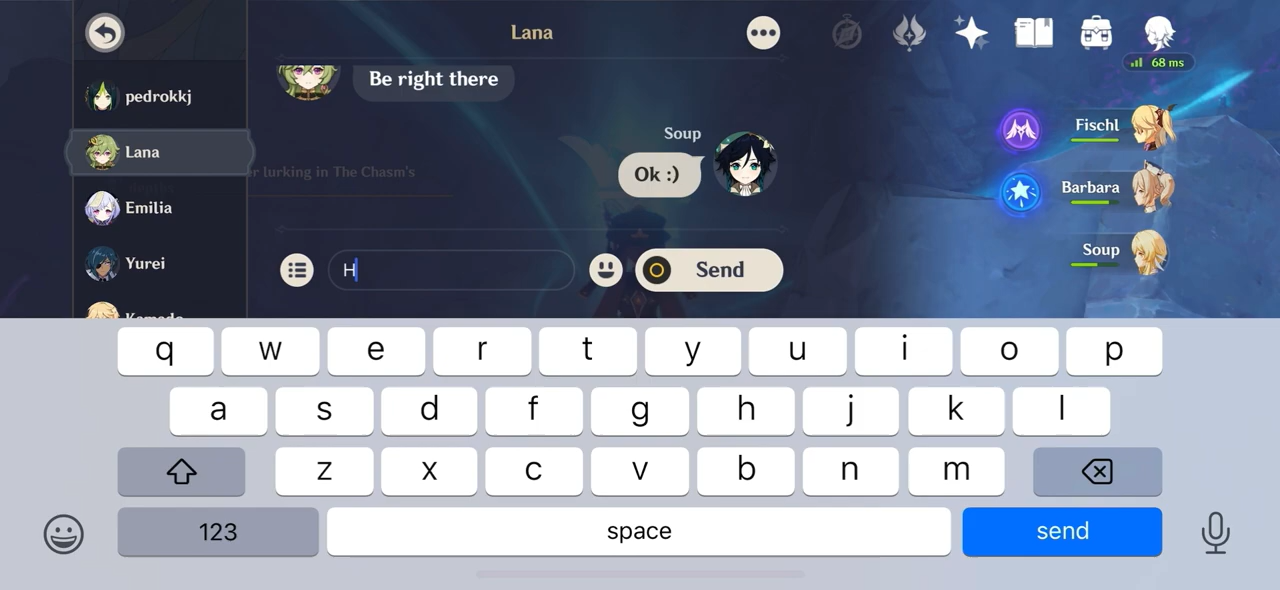 Lana
68 ms
pedrokkj
Lana
Emilia
Yurei
Be right there
Soup
Ok :)
r lurking in The Chasm's
H
Send
Fischl
Barbara
Soup
q w e r t y u i o p
a s d f g h j k l
z x c v b n m
123 space send